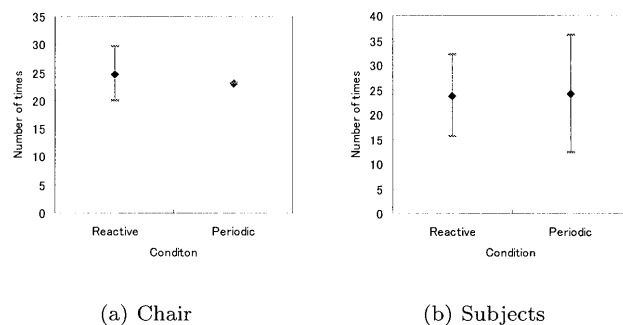 35
30
25
20
15
10
5
0
Number of times
Reactive Periodic
Conditon
(a) Chair
40
35
30
25
20
15
10
5
0
Number of times
Reactive Periodic
Condition
(b) Subjects